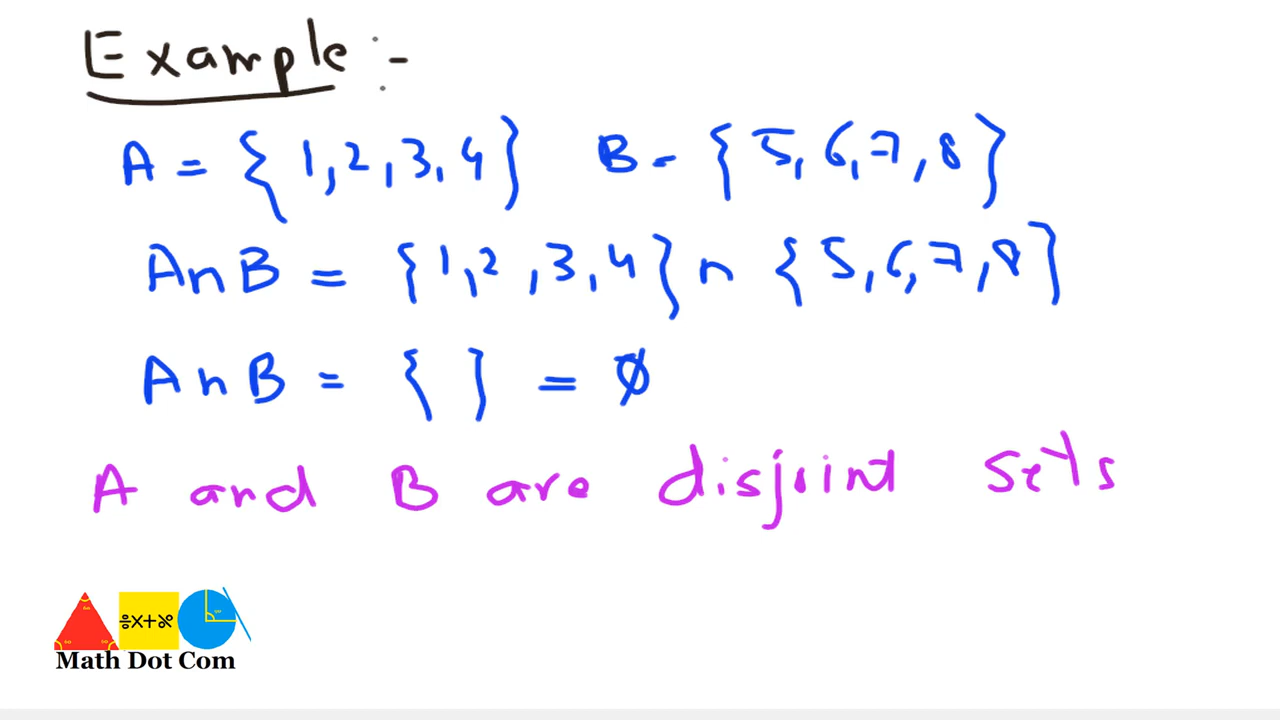 Example :-
A = { 1,2,3,4 } B - { 5,6,7,8 }
A∩B = { 1,2,3,4 } ∩ { 5,6,7,8 }
A∩B = { } = ∅
A and B are disjoint sets
÷×+%
Math Dot Com